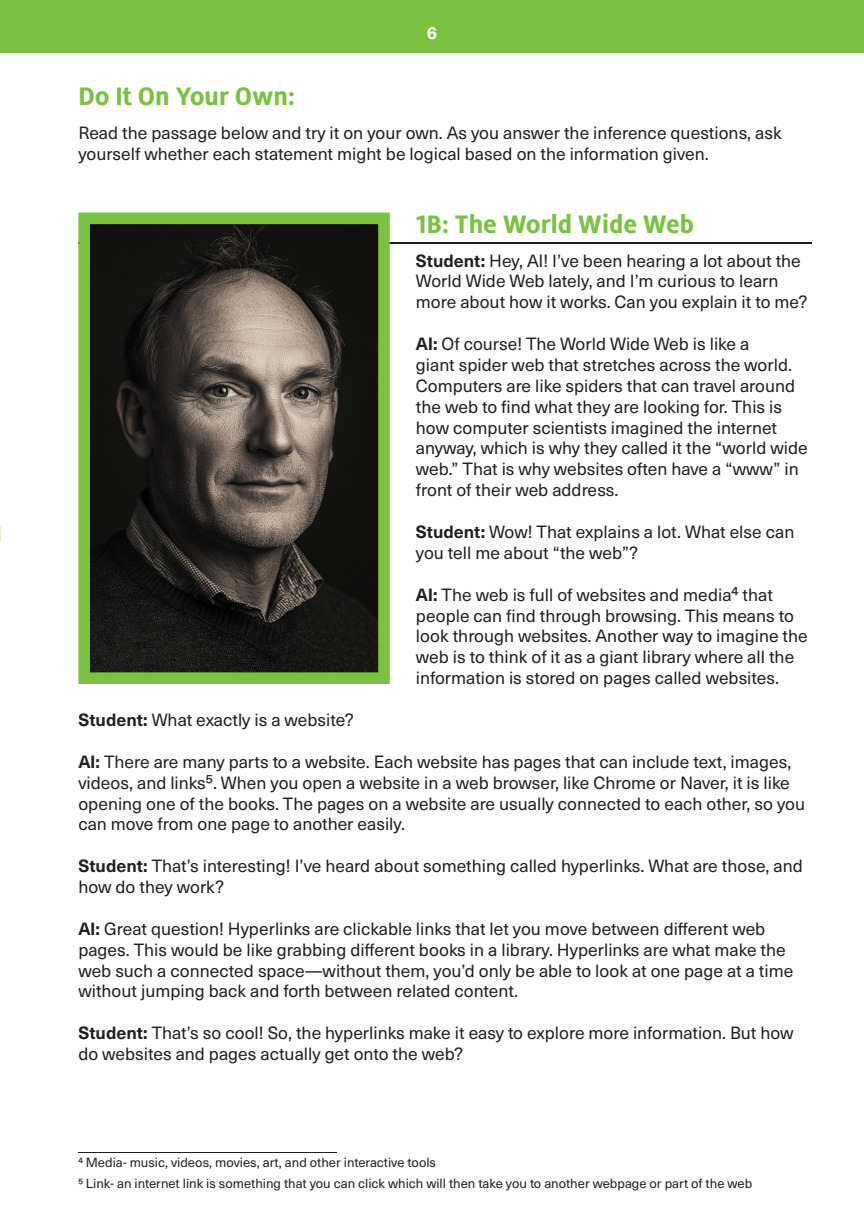 6
Do It On Your Own:
Read the passage below and try it on your own. As you answer the inference questions, ask
yourself whether each statement might be logical based on the information given.
1B: The World Wide Web
Student: Hey, AI! I’ve been hearing a lot about the
World Wide Web lately, and I’m curious to learn
more about how it works. Can you explain it to me?
AI: Of course! The World Wide Web is like a
giant spider web that stretches across the world.
Computers are like spiders that can travel around
the web to find what they are looking for. This is
how computer scientists imagined the internet
anyway, which is why they called it the “world wide
web.” That is why websites often have a “www” in
front of their web address.
Student: Wow! That explains a lot. What else can
you tell me about “the web”?
AI: The web is full of websites and media⁴ that
people can find through browsing. This means to
look through websites. Another way to imagine the
web is to think of it as a giant library where all the
information is stored on pages called websites.
Student: What exactly is a website?
AI: There are many parts to a website. Each website has pages that can include text, images,
videos, and links⁵. When you open a website in a web browser, like Chrome or Naver, it is like
opening one of the books. The pages on a website are usually connected to each other, so you
can move from one page to another easily.
Student: That’s interesting! I’ve heard about something called hyperlinks. What are those, and
how do they work?
AI: Great question! Hyperlinks are clickable links that let you move between different web
pages. This would be like grabbing different books in a library. Hyperlinks are what make the
web such a connected space—without them, you’d only be able to look at one page at a time
without jumping back and forth between related content.
Student: That’s so cool! So, the hyperlinks make it easy to explore more information. But how
do websites and pages actually get onto the web?
⁴ Media- music, videos, movies, art, and other interactive tools
⁵ Link- an internet link is something that you can click which will then take you to another webpage or part of the web